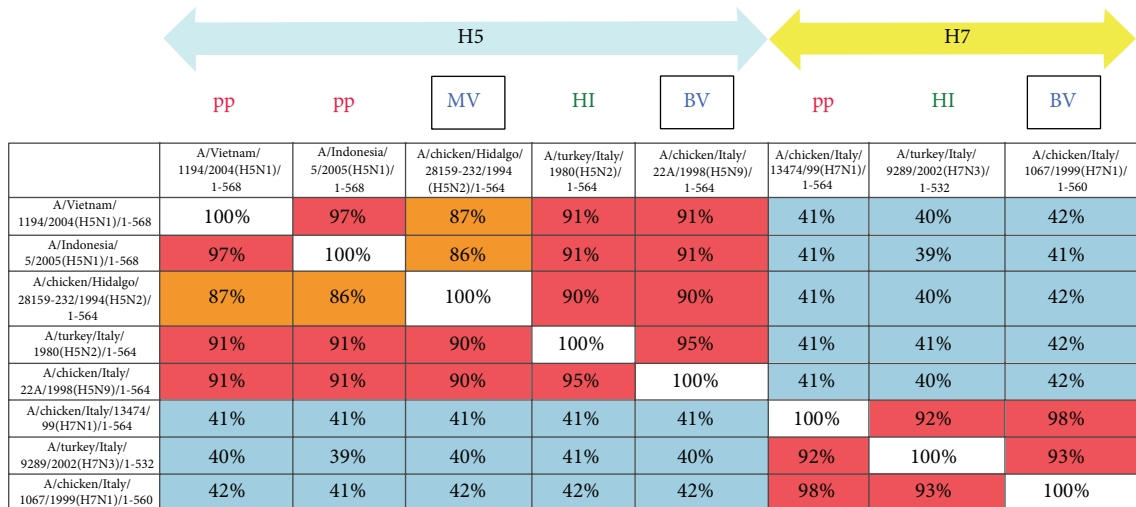 H5 H7
pp pp MV HI BV pp HI BV
A/Vietnam/ A/Indonesia/ A/chicken/Hidalgo/ A/turkey/Italy/ A/chicken/Italy/ A/chicken/Italy/ A/turkey/Italy/ A/chicken/Italy/
1194/2004(H5N1)/ 5/2005(H5N1)/ 28159-232/1994 1980(H5N2)/ 22A/1998(H5N9)/ 13474/99(H7N1)/ 9289/2002(H7N3)/ 1067/1999(H7N1)/
1-568 1-568 (H5N2)/1-564 1-564 1-564 1-564 1-532 1-560
A/Vietnam/
1194/2004(H5N1)/1-568 100% 97% 87% 91% 91% 41% 40% 42%
A/Indonesia/
5/2005(H5N1)/1-568 97% 100% 86% 91% 91% 41% 39% 41%
A/chicken/Hidalgo/
28159-232/1994(H5N2)/ 87% 86% 100% 90% 90% 41% 40% 42%
1-564
A/turkey/Italy/
1980(H5N2)/1-564 91% 91% 90% 100% 95% 41% 41% 42%
A/chicken/Italy/
22A/1998(H5N9)/1-564 91% 91% 90% 95% 100% 41% 40% 42%
A/chicken/Italy/13474/
99(H7N1)/1-564 41% 41% 41% 41% 41% 100% 92% 98%
A/turkey/Italy/
9289/2002(H7N3)/1-532 40% 39% 40% 41% 40% 92% 100% 93%
A/chicken/Italy/
1067/1999(H7N1)/1-560 42% 41% 42% 42% 42% 98% 93% 100%